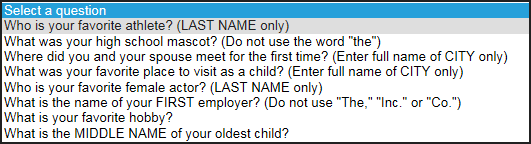 Select a question
Who is your favorite athlete? (LAST NAME only)
What was your high school mascot? (Do not use the word "the")
Where did you and your spouse meet for the first time? (Enter full name of CITY only)
What was your favorite place to visit as a child? (Enter full name of CITY only)
Who is your favorite female actor? (LAST NAME only)
What is the name of your FIRST employer? (Do not use "The," "Inc." or "Co.")
What is your favorite hobby?
What is the MIDDLE NAME of your oldest child?